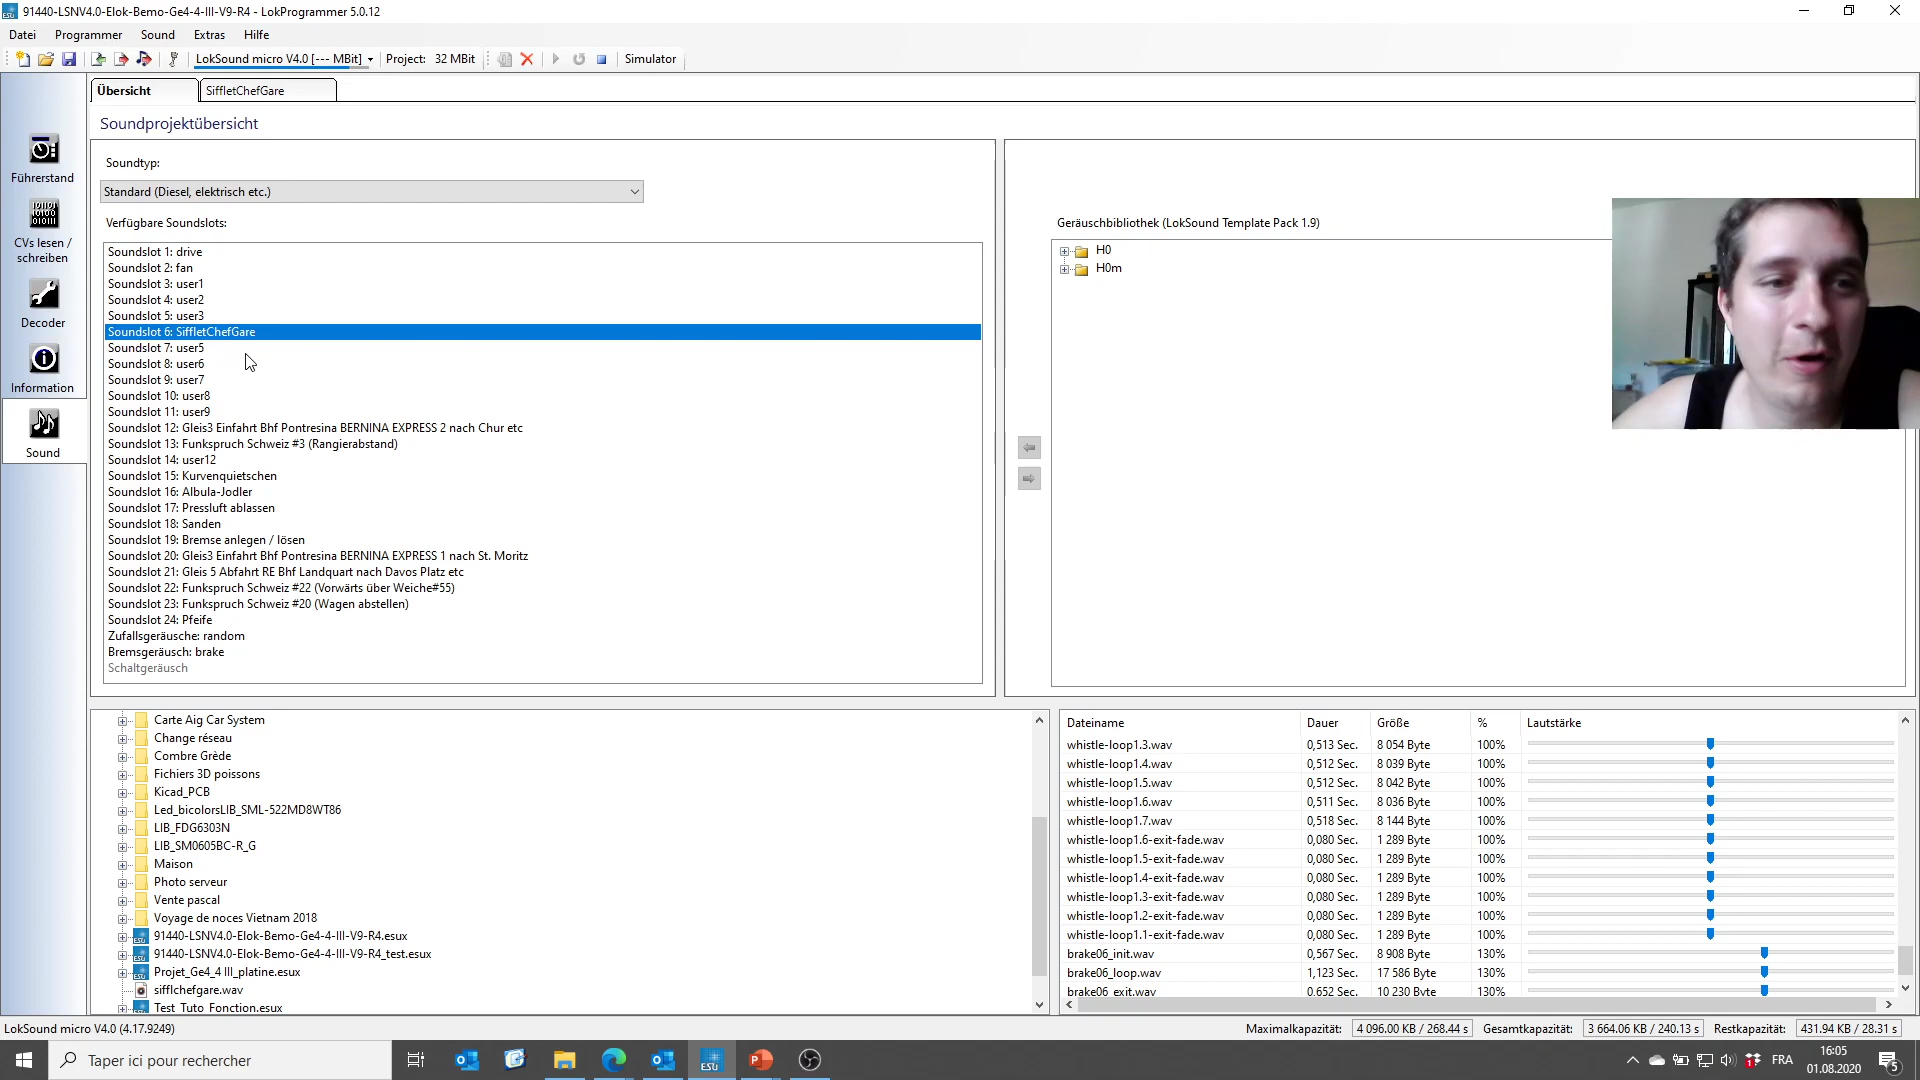 91440-LSNV4.0-Elok-Bemo-Ge4-4-III-V9-R4 - LokProgrammer 5.0.12
Datei Programmer Sound Extras Hilfe
LokSound micro V4.0 [--- MBit] Project: 32 MBit Simulator
Übersicht SiffletChefGare
Soundprojektübersicht
Soundtyp:
Standard (Diesel, elektrisch etc.)
Verfügbare Soundslots:
Soundslot 1: drive
Soundslot 2: fan
Soundslot 3: user1
Soundslot 4: user2
Soundslot 5: user3
Soundslot 6: SiffletChefGare
Soundslot 7: user5
Soundslot 8: user6
Soundslot 9: user7
Soundslot 10: user8
Soundslot 11: user9
Soundslot 12: Gleis3 Einfahrt Bhf Pontresina BERNINA EXPRESS 2 nach Chur etc
Soundslot 13: Funkspruch Schweiz #3 (Rangierabstand)
Soundslot 14: user12
Soundslot 15: Kurvenquietschen
Soundslot 16: Albula-Jodler
Soundslot 17: Pressluft ablassen
Soundslot 18: Sanden
Soundslot 19: Bremse anlegen / lösen
Soundslot 20: Gleis3 Einfahrt Bhf Pontresina BERNINA EXPRESS 1 nach St. Moritz
Soundslot 21: Gleis 5 Abfahrt RE Bhf Landquart nach Davos Platz etc
Soundslot 22: Funkspruch Schweiz #22 (Vorwärts über Weiche#55)
Soundslot 23: Funkspruch Schweiz #20 (Wagen abstellen)
Soundslot 24: Pfeife
Zufallsgeräusche: random
Bremsgeräusch: brake
Schaltgeräusch
Geräuschbibliothek (LokSound Template Pack 1.9)
H0
H0m
Führerstand
CVs lesen /
schreiben
Decoder
Information
Sound
Carte Aig Car System
Change réseau
Combre Grède
Fichiers 3D poissons
Kicad_PCB
Led_bicolorsLIB_SML-522MD8WT86
LIB_FDG6303N
LIB_SM0605BC-R_G
Maison
Photo serveur
Vente pascal
Voyage de noces Vietnam 2018
91440-LSNV4.0-Elok-Bemo-Ge4-4-III-V9-R4.esux
91440-LSNV4.0-Elok-Bemo-Ge4-4-III-V9-R4_test.esux
Projet_Ge4_4 III_platine.esux
sifflchefgare.wav
Test_Tuto_Fonction.esux
Dateiname Dauer Größe % Lautstärke
whistle-loop1.3.wav 0,513 Sec. 8 054 Byte 100%
whistle-loop1.4.wav 0,512 Sec. 8 039 Byte 100%
whistle-loop1.5.wav 0,512 Sec. 8 042 Byte 100%
whistle-loop1.6.wav 0,511 Sec. 8 036 Byte 100%
whistle-loop1.7.wav 0,518 Sec. 8 144 Byte 100%
whistle-loop1.6-exit-fade.wav 0,080 Sec. 1 289 Byte 100%
whistle-loop1.5-exit-fade.wav 0,080 Sec. 1 289 Byte 100%
whistle-loop1.4-exit-fade.wav 0,080 Sec. 1 289 Byte 100%
whistle-loop1.3-exit-fade.wav 0,080 Sec. 1 289 Byte 100%
whistle-loop1.2-exit-fade.wav 0,080 Sec. 1 289 Byte 100%
whistle-loop1.1-exit-fade.wav 0,080 Sec. 1 289 Byte 100%
brake06_init.wav 0,567 Sec. 8 908 Byte 130%
brake06_loop.wav 1,123 Sec. 17 586 Byte 130%
brake06_exit.wav 0.652 Sec. 10 230 Byte 130%
LokSound micro V4.0 (4.17.9249) Maximalkapazität: 4 096.00 KB / 268.44 s Gesamtkapazität: 3 664.06 KB / 240.13 s Restkapazität: 431.94 KB / 28.31 s
Taper ici pour rechercher
ESU
FRA
16:05
01.08.2020
5